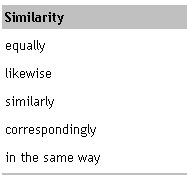 Similarity
equally
likewise
similarly
correspondingly
in the same way